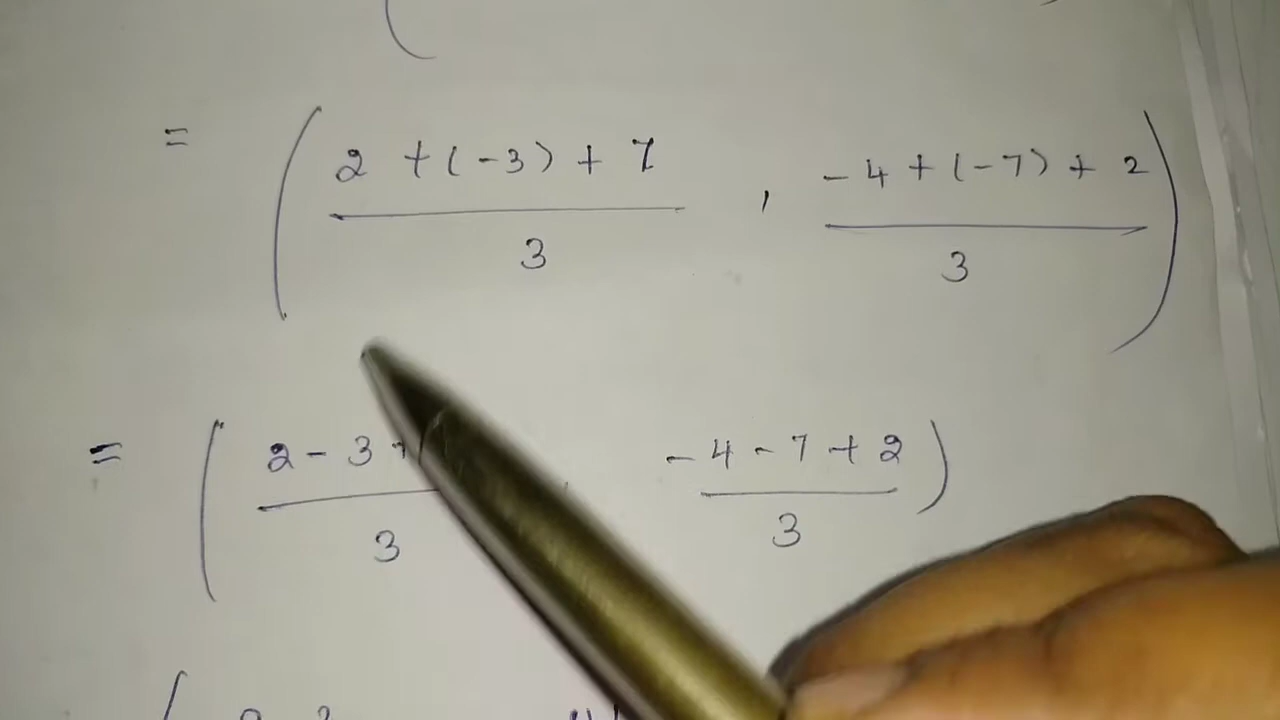 = ( 2 + (-3) + 7 / 3 , -4 + (-7) + 2 / 3 )
= ( 2 - 3 + / 3 , -4 - 7 + 2 / 3 )